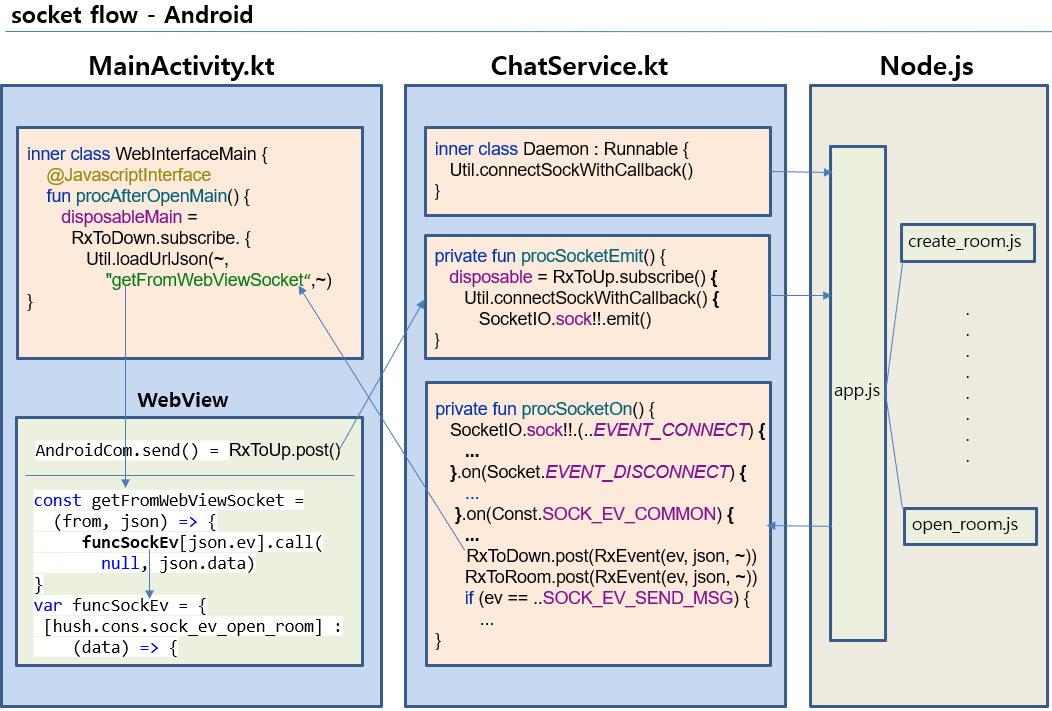 socket flow - Android
MainActivity.kt
inner class WebInterfaceMain {
@JavascriptInterface
fun procAfterOpenMain() {
disposableMain =
RxToDown.subscribe. {
Util.loadUrlJson(~,
"getFromWebViewSocket“,~)
}
WebView
AndroidCom.send() = RxToUp.post()
const getFromWebViewSocket =
(from, json) => {
funcSockEv[json.ev].call(
null, json.data)
}
var funcSockEv = {
[hush.cons.sock_ev_open_room] :
(data) => {
ChatService.kt
inner class Daemon : Runnable {
Util.connectSockWithCallback()
}
private fun procSocketEmit() {
disposable = RxToUp.subscribe() {
Util.connectSockWithCallback() {
SocketIO.sock!!.emit()
}
private fun procSocketOn() {
SocketIO.sock!!.(..EVENT_CONNECT) {
...
}.on(Socket.EVENT_DISCONNECT) {
...
}.on(Const.SOCK_EV_COMMON) {
...
RxToDown.post(RxEvent(ev, json, ~))
RxToRoom.post(RxEvent(ev, json, ~))
if (ev == ..SOCK_EV_SEND_MSG) {
...
}
Node.js
app.js
create_room.js
.
.
.
.
.
.
.
.
open_room.js